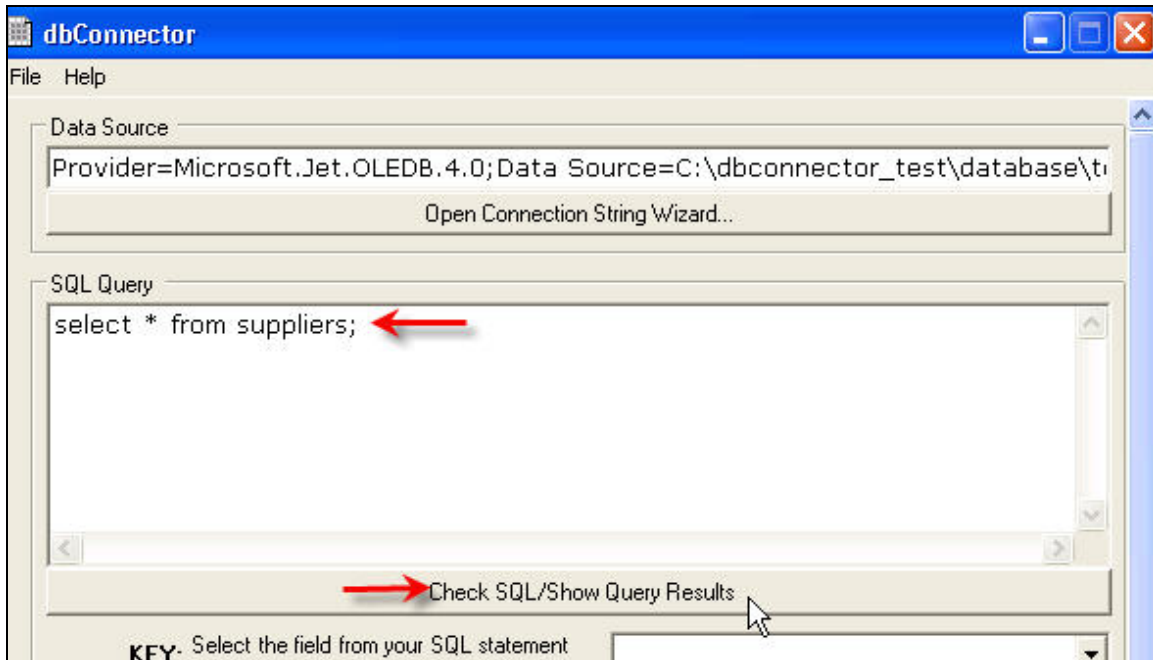 dbConnector
File Help
Data Source
Provider=Microsoft.Jet.OLEDB.4.0;Data Source=C:\dbconnector_test\database\t
Open Connection String Wizard...
SQL Query
select * from suppliers;
Check SQL/Show Query Results
KEY: Select the field from your SQL statement